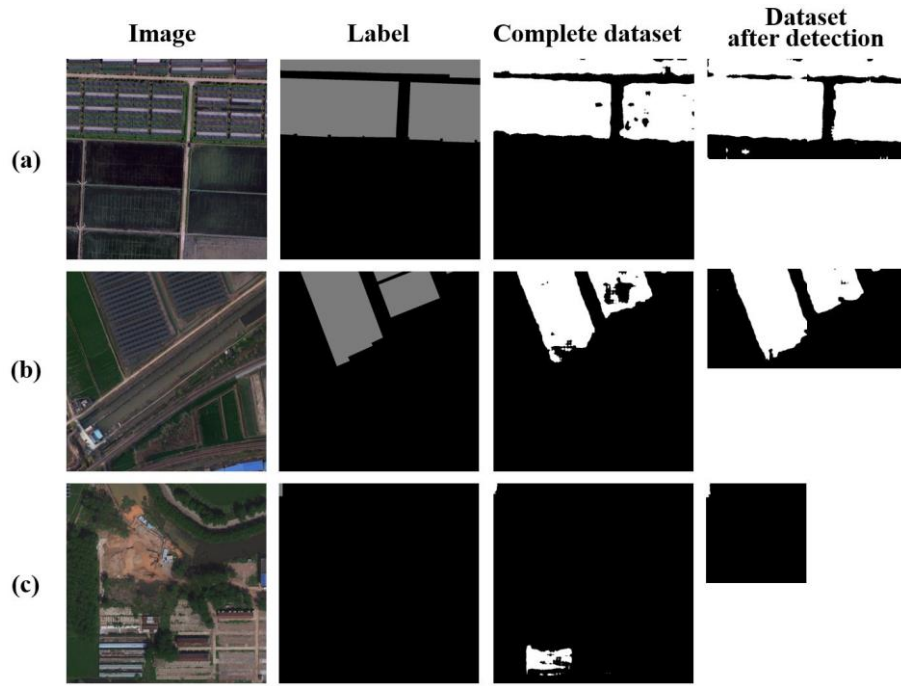 Image
Label
Complete dataset
Dataset
after detection
(a)
(b)
(c)